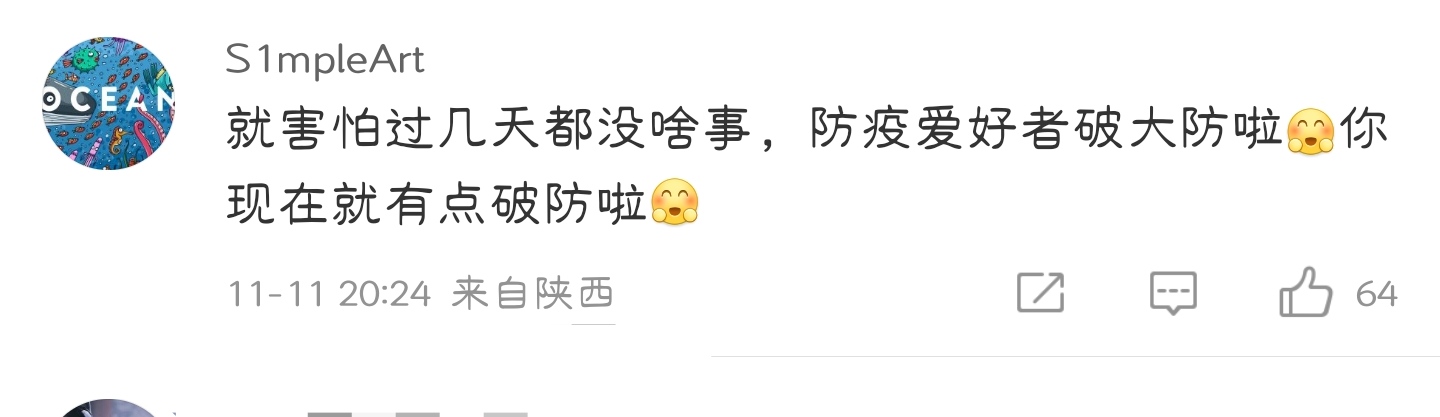 S1mpleArt
OCEAN
就害怕过几天都没啥事，防疫爱好者破大防啦🤗你
现在就有点破防啦🤗
11-11 20:24 来自陕西
64